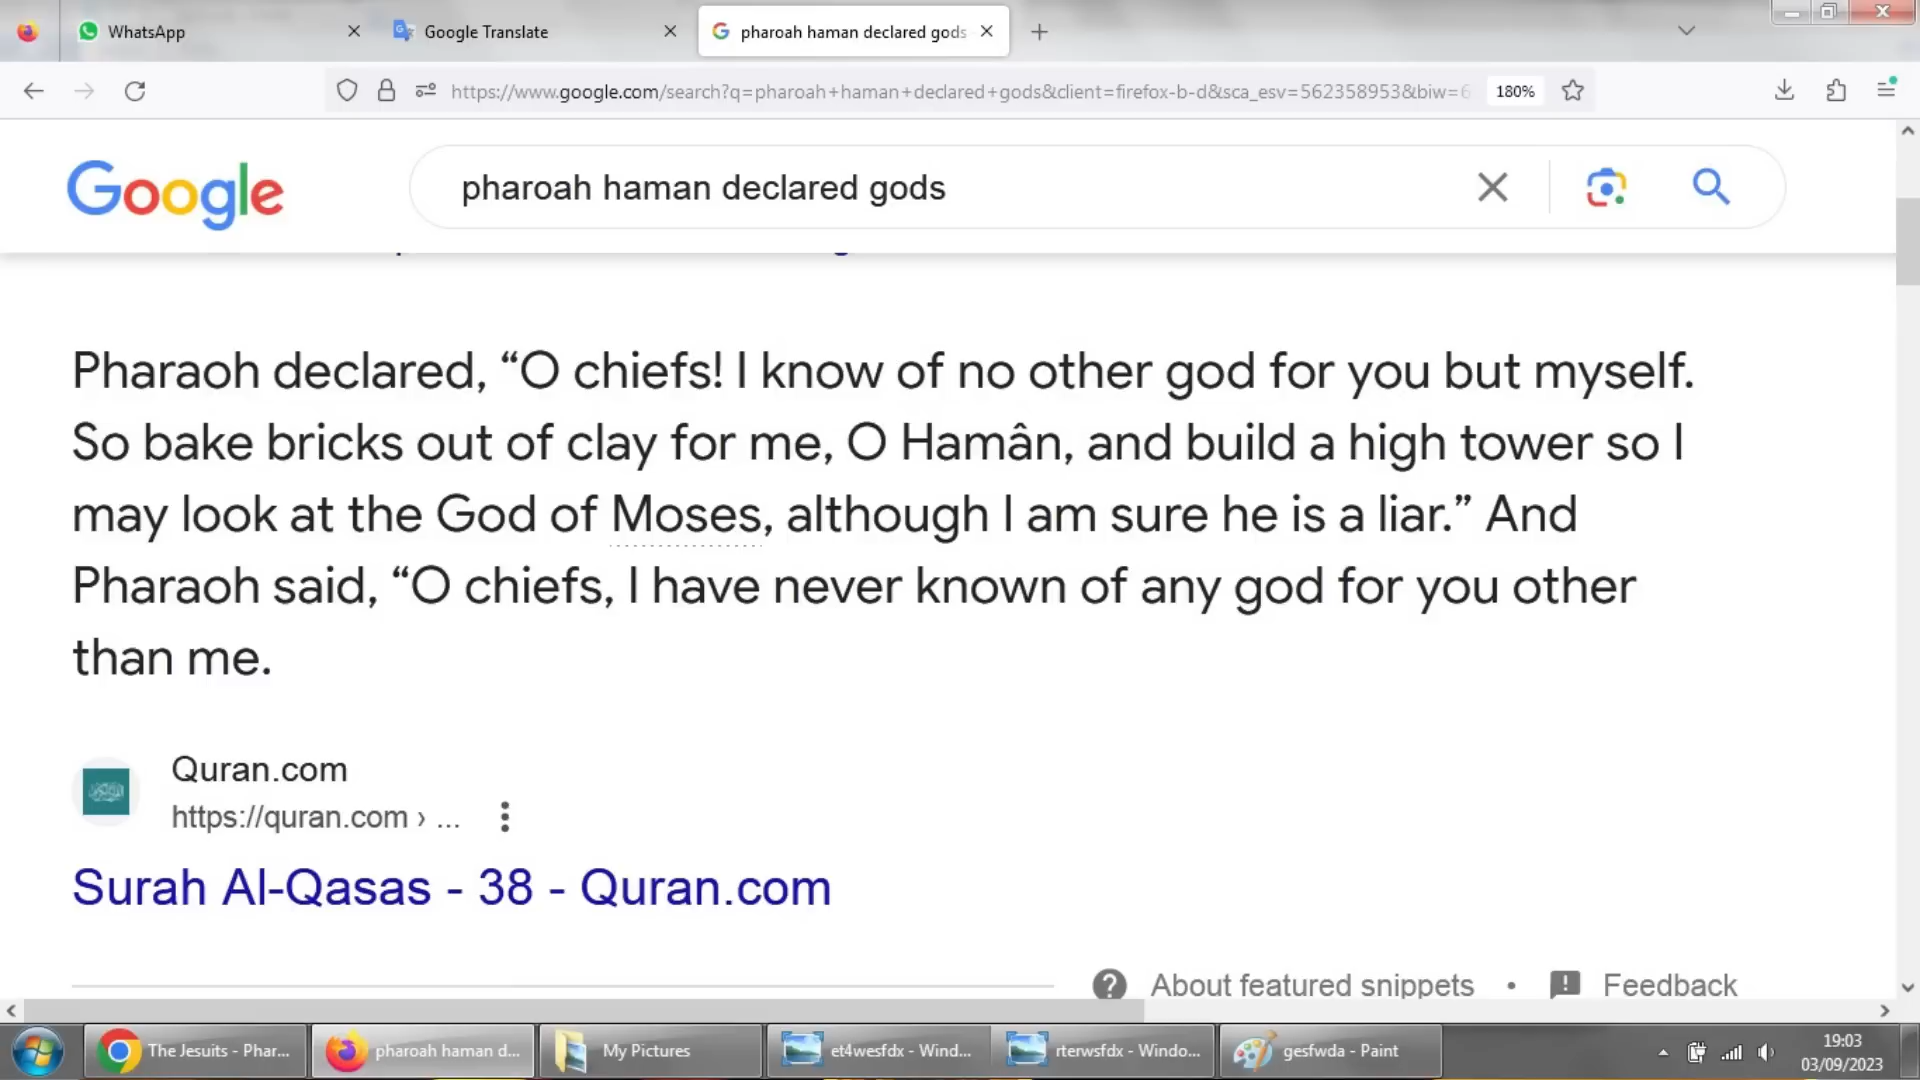 WhatsApp
Google Translate
pharoah haman declared gods
https://www.google.com/search?q=pharoah+haman+declared+gods&client=firefox-b-d&sca_esv=562358953&biw=6
180%
Google
pharoah haman declared gods
Pharaoh declared, “O chiefs! I know of no other god for you but myself.
So bake bricks out of clay for me, O Hamân, and build a high tower so I
may look at the God of Moses, although I am sure he is a liar.” And
Pharaoh said, “O chiefs, I have never known of any god for you other
than me.
Quran.com
https://quran.com › ...
Surah Al-Qasas - 38 - Quran.com
About featured snippets • Feedback
The Jesuits - Phar...
pharoah haman d...
My Pictures
et4wesfdx - Wind...
rterwsfdx - Windo...
gesfwda - Paint
19:03
03/09/2023